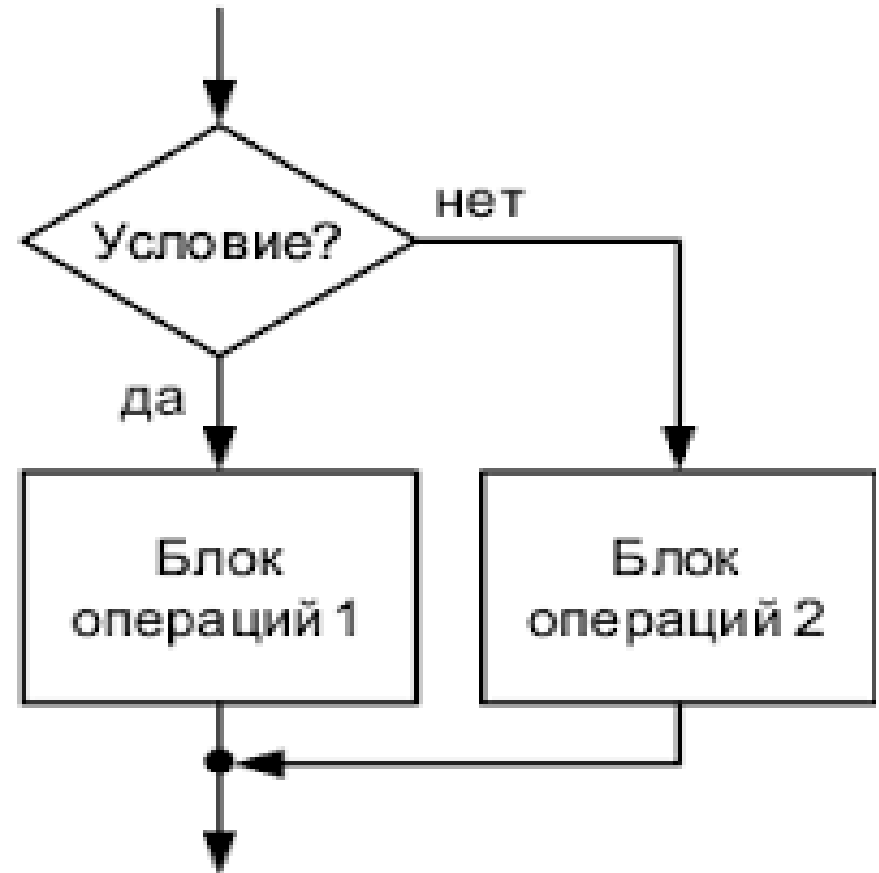 Условие?
нет
да
Блок
операций 1
Блок
операций 2